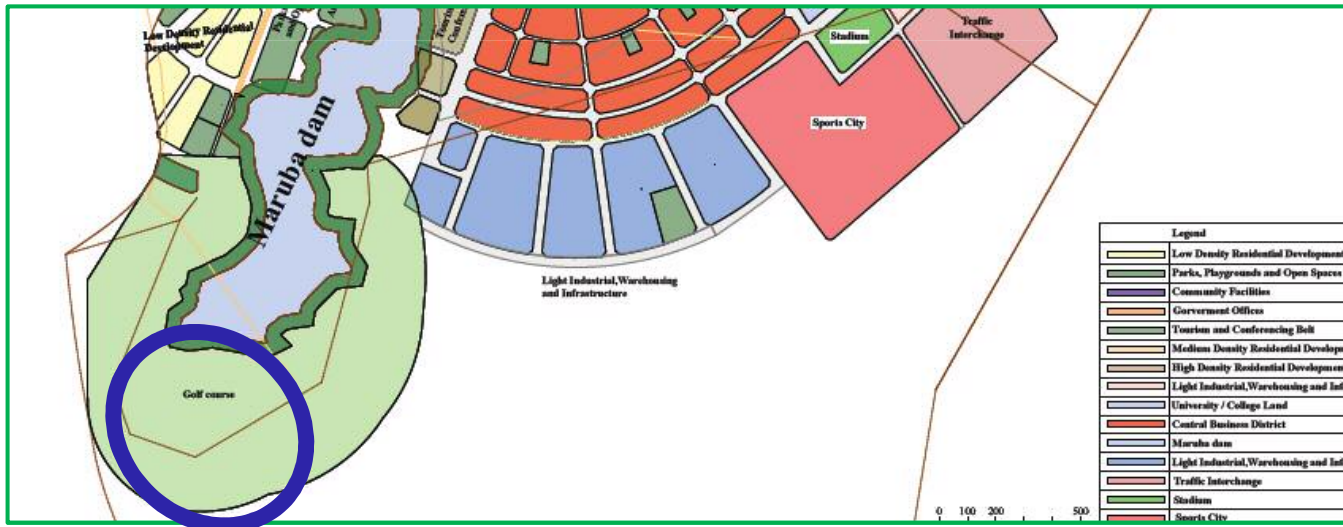 Low Density Residential
Development
Traffic
Interchange
Stadium
Sports City
Maruba dam
Light Industrial,Warehousing
and Infrastructure
Golf course
Legend
Low Density Residential Development
Parks, Playgrounds and Open Spaces
Community Facilities
Goverment Offices
Tourism and Conferencing Belt
Medium Density Residential Develop
High Density Residential Developmen
Light Industrial,Warehousing and Inf
University / College Land
Central Business District
Maruba dam
Light Industrial,Warehousing and Inf
Traffic Interchange
Stadium
Sports City
0 100 200 500